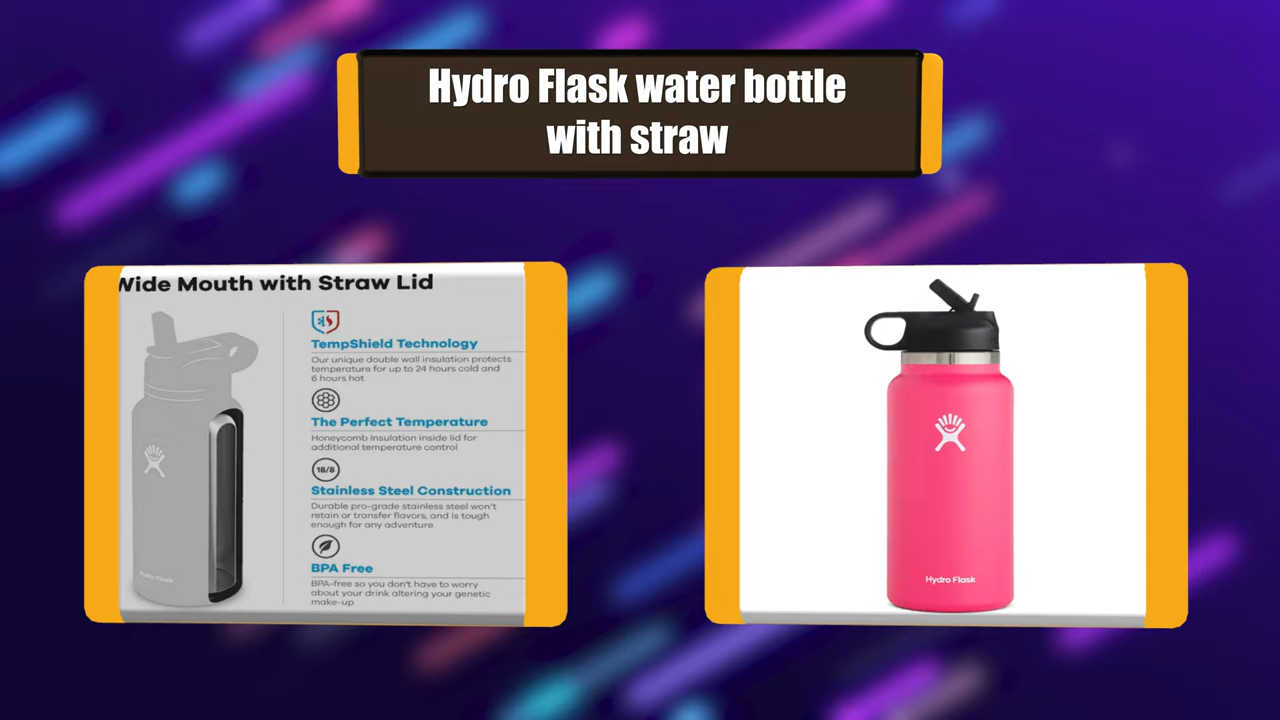 Hydro Flask water bottle
with straw
Wide Mouth with Straw Lid
TempShield Technology
Our unique double wall insulation protects
temperature for up to 24 hours cold and
6 hours hot
The Perfect Temperature
Honeycomb Insulation inside lid for
additional temperature control
18/8
Stainless Steel Construction
Durable pro-grade stainless steel won't
retain or transfer flavors, and is tough
enough for any adventure
BPA Free
BPA-free so you don't have to worry
about your drink altering your genetic
make-up
Hydro Flask
Hydro Flask